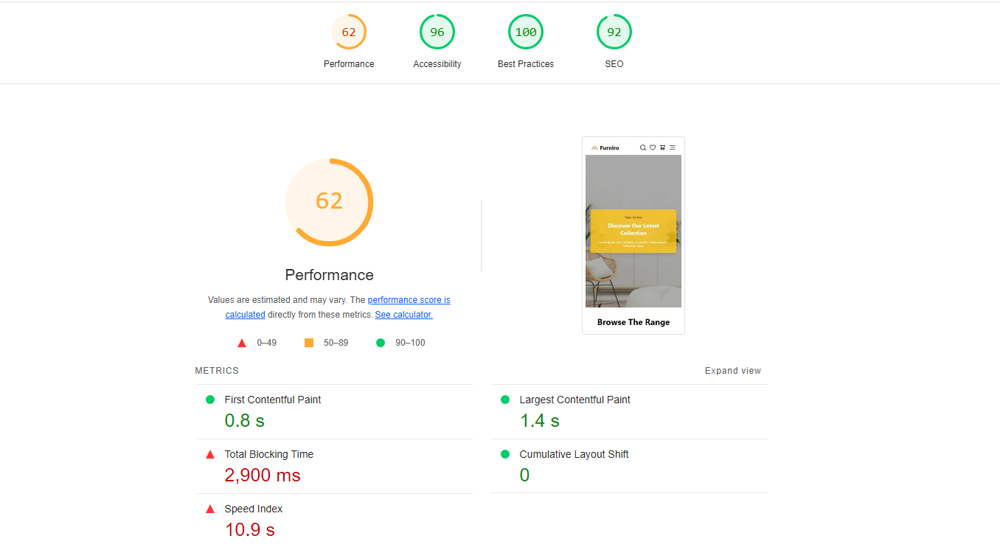 62
96
100
92
Performance
Accessibility
Best Practices
SEO
62
Performance
Values are estimated and may vary. The performance score is
calculated directly from these metrics. See calculator.
0–49
50–89
90–100
Furniro
New Arrival
Discover Our Latest
Collection
Browse The Range
METRICS
Expand view
First Contentful Paint
0.8 s
Largest Contentful Paint
1.4 s
Total Blocking Time
2,900 ms
Cumulative Layout Shift
0
Speed Index
10.9 s